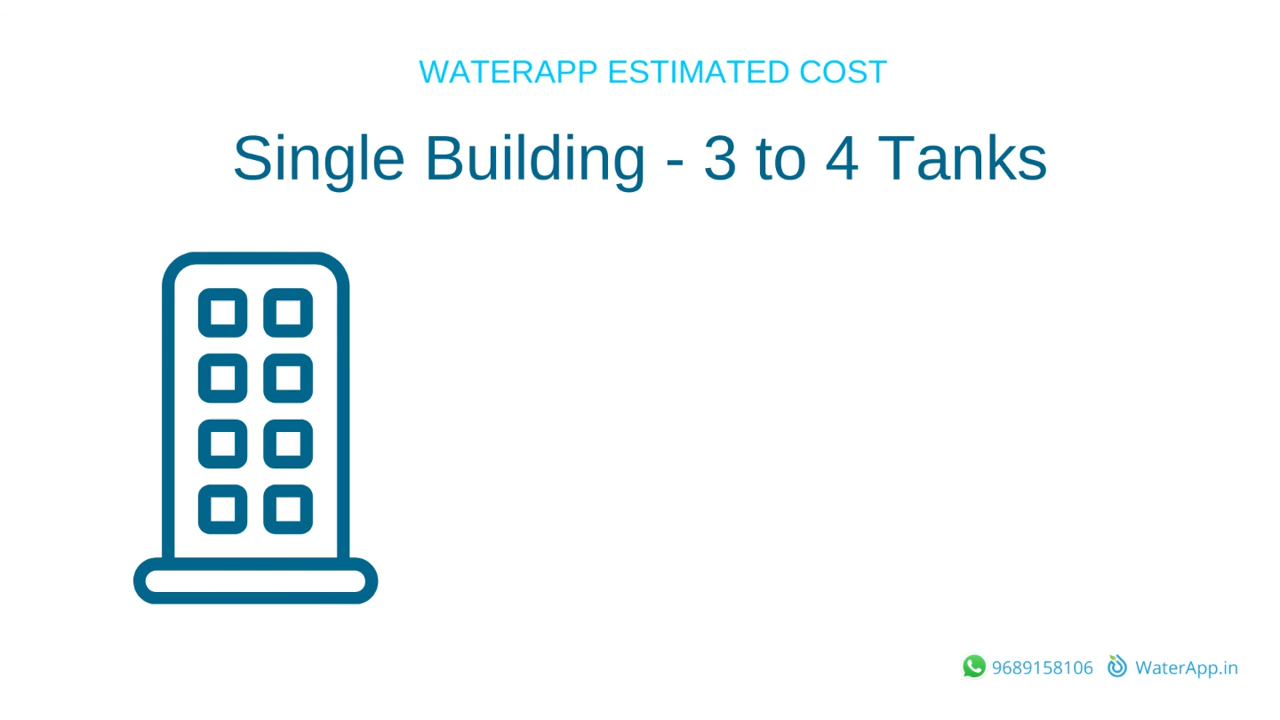 WATERAPP ESTIMATED COST
Single Building - 3 to 4 Tanks
9689158106 WaterApp.in